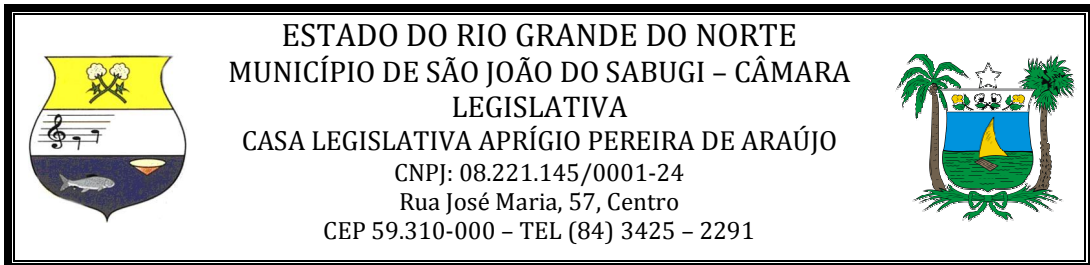 ESTADO DO RIO GRANDE DO NORTE
MUNICÍPIO DE SÃO JOÃO DO SABUGI – CÂMARA
LEGISLATIVA
CASA LEGISLATIVA APRÍGIO PEREIRA DE ARAÚJO
CNPJ: 08.221.145/0001-24
Rua José Maria, 57, Centro
CEP 59.310-000 – TEL (84) 3425 – 2291